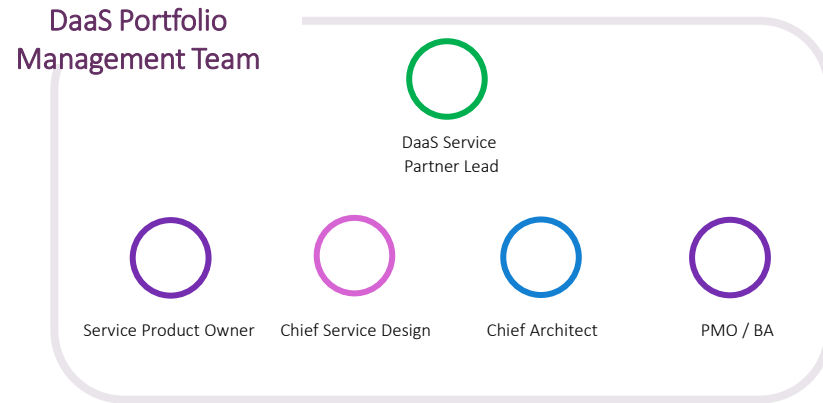 DaaS Portfolio
Management Team
DaaS Service
Partner Lead
Service Product Owner
Chief Service Design
Chief Architect
PMO / BA